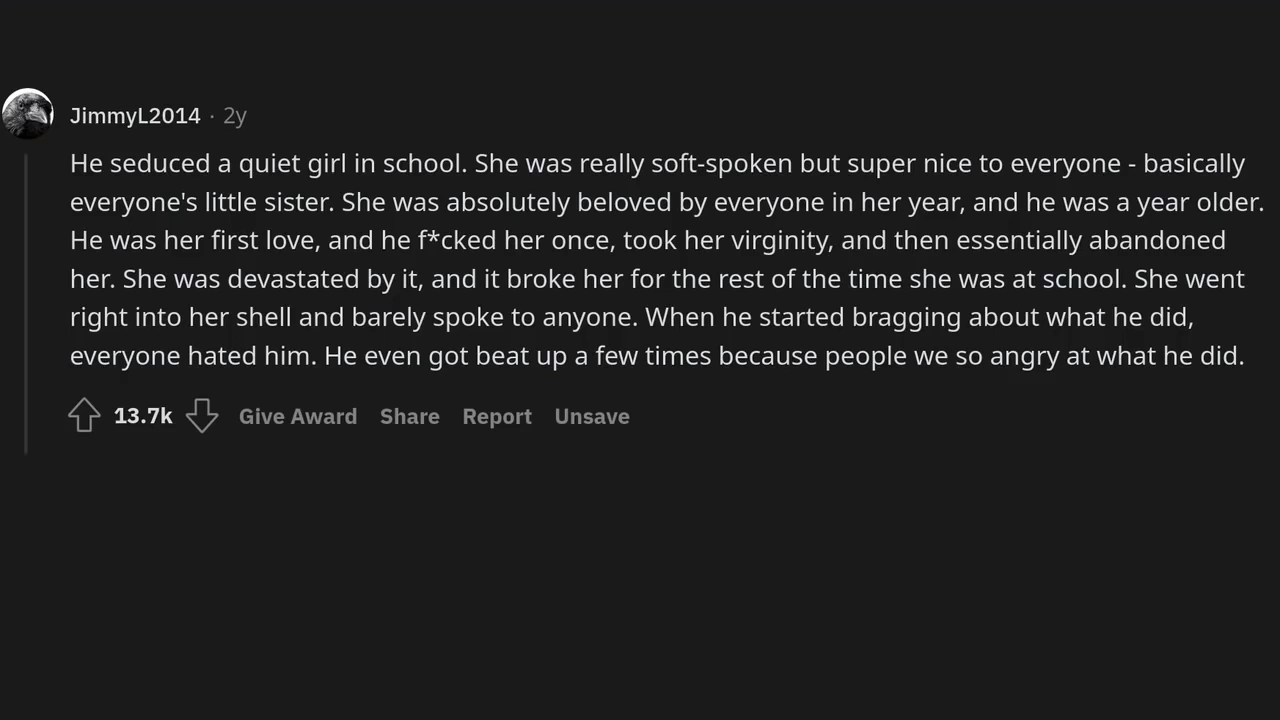 JimmyL2014 · 2y
He seduced a quiet girl in school. She was really soft-spoken but super nice to everyone - basically
everyone's little sister. She was absolutely beloved by everyone in her year, and he was a year older.
He was her first love, and he f*cked her once, took her virginity, and then essentially abandoned
her. She was devastated by it, and it broke her for the rest of the time she was at school. She went
right into her shell and barely spoke to anyone. When he started bragging about what he did,
everyone hated him. He even got beat up a few times because people we so angry at what he did.
13.7k Give Award Share Report Unsave